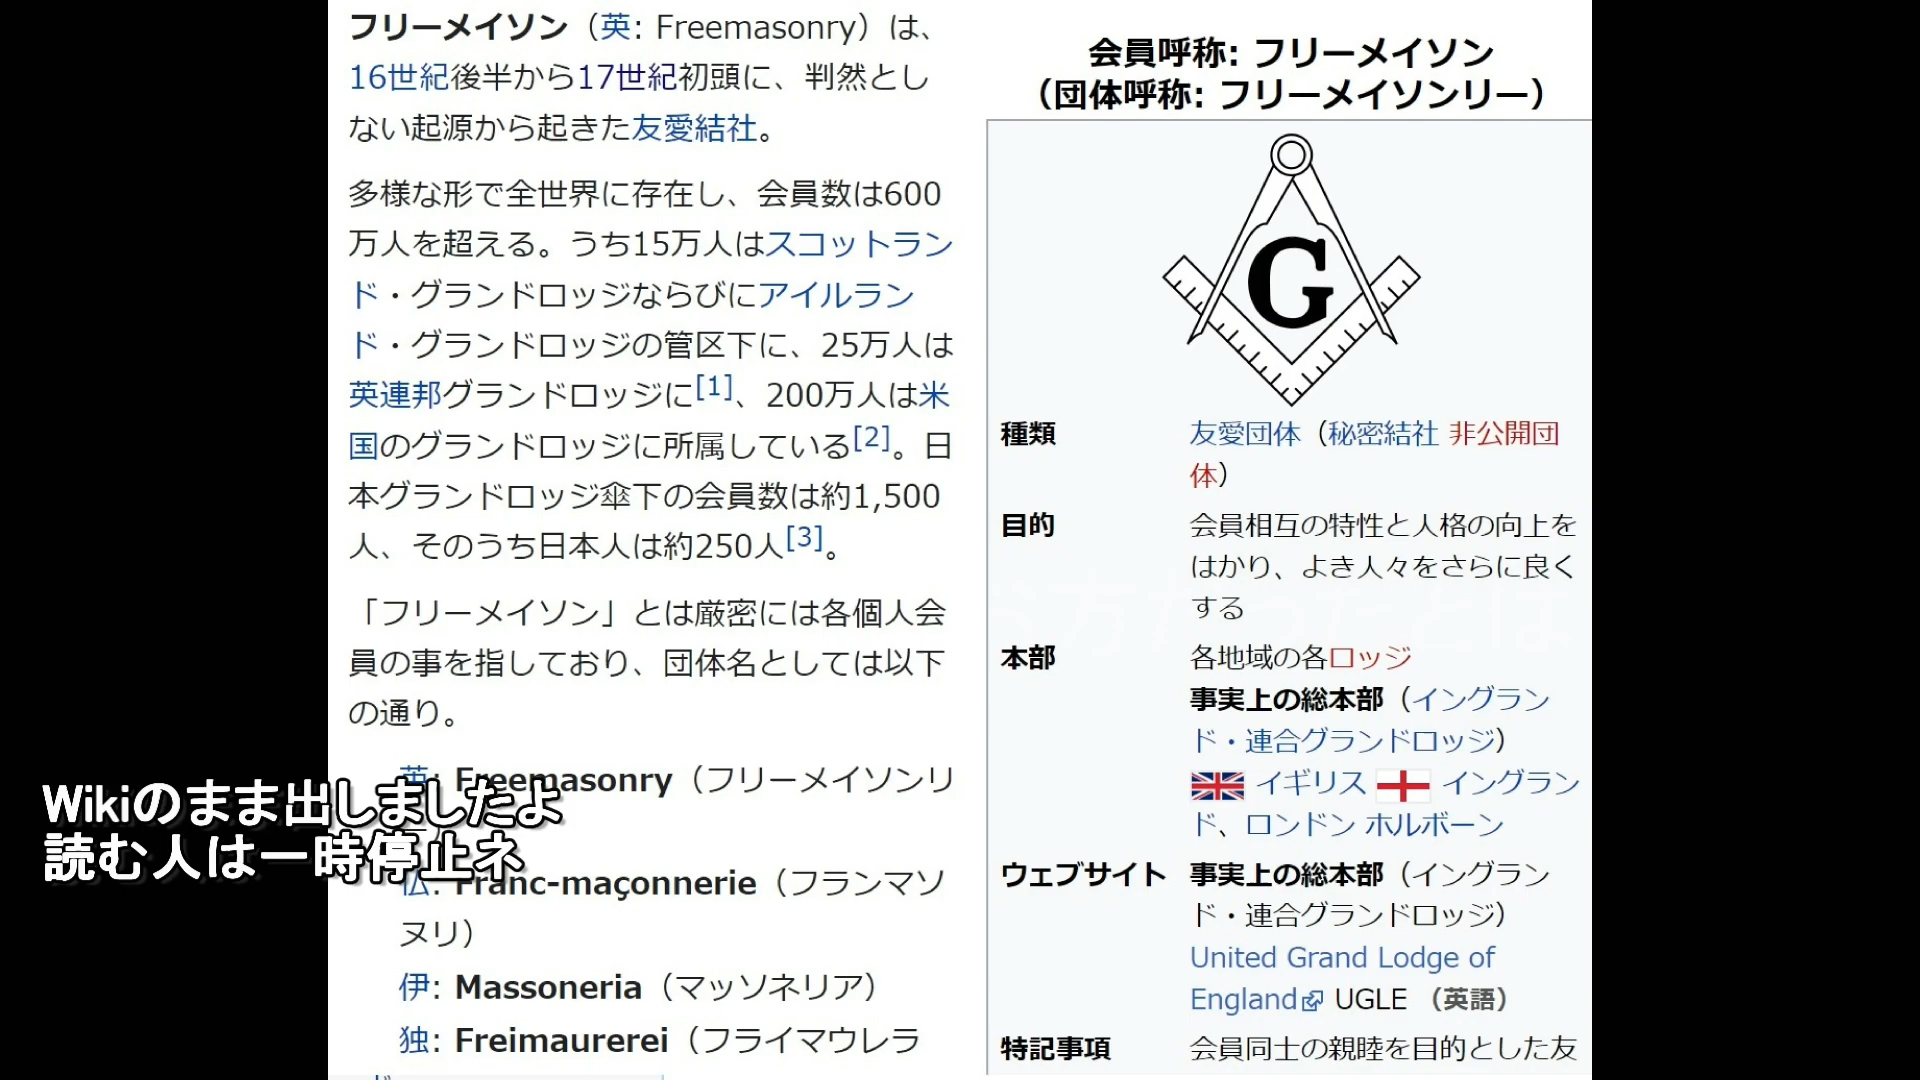 フリーメイソン（英: Freemasonry）は、
16世紀後半から17世紀初頭に、判然とし
ない起源から起きた友愛結社。
多様な形で全世界に存在し、会員数は600
万人を超える。うち15万人はスコットラン
ド・グランドロッジならびにアイルラン
ド・グランドロッジの管区下に、25万人は
英連邦グランドロッジに[1]、200万人は米
国のグランドロッジに所属している[2]。日
本グランドロッジ傘下の会員数は約1,500
人、そのうち日本人は約250人[3]。
「フリーメイソン」とは厳密には各個人会
員の事を指しており、団体名としては以下
の通り。
英: Freemasonry（フリーメイソンリ
仏: Franc-maçonnerie（フランマソ
ヌリ）
伊: Massoneria（マッソネリア）
独: Freimaurerei（フライマウレラ
Wikiのまま出しましたよ
読む人は一時停止ネ
会員呼称: フリーメイソン
（団体呼称: フリーメイソンリー）
G
種類 友愛団体（秘密結社 非公開団
体）
目的 会員相互の特性と人格の向上を
はかり、よき人々をさらに良く
する
本部 各地域の各ロッジ
事実上の総本部（イングラン
ド・連合グランドロッジ）
イギリス イングラン
ド、ロンドン ホルボーン
ウェブサイト 事実上の総本部（イングラン
ド・連合グランドロッジ）
United Grand Lodge of
England UGLE （英語）
特記事項 会員同士の親睦を目的とした友